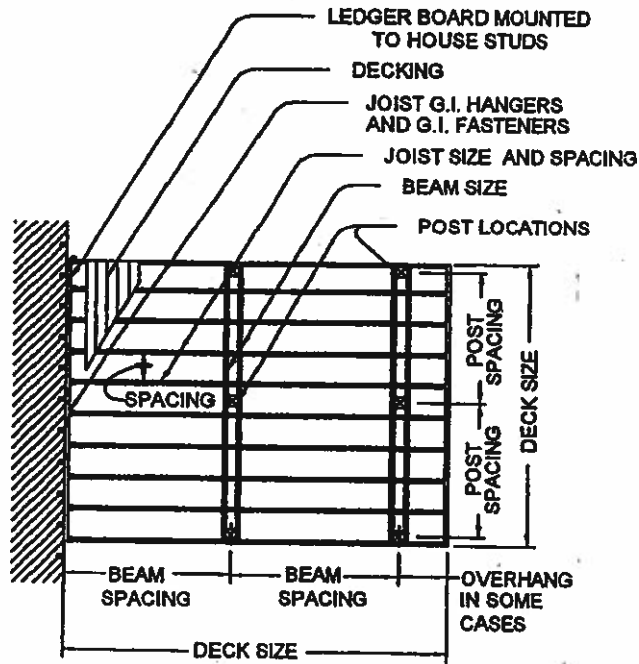 LEDGER BOARD MOUNTED
TO HOUSE STUDS
DECKING
JOIST G.I. HANGERS
AND G.I. FASTENERS
JOIST SIZE AND SPACING
BEAM SIZE
POST LOCATIONS
POST
SPACING
DECK SIZE
SPACING
POST
SPACING
BEAM
SPACING
BEAM
SPACING
OVERHANG
IN SOME
CASES
DECK SIZE